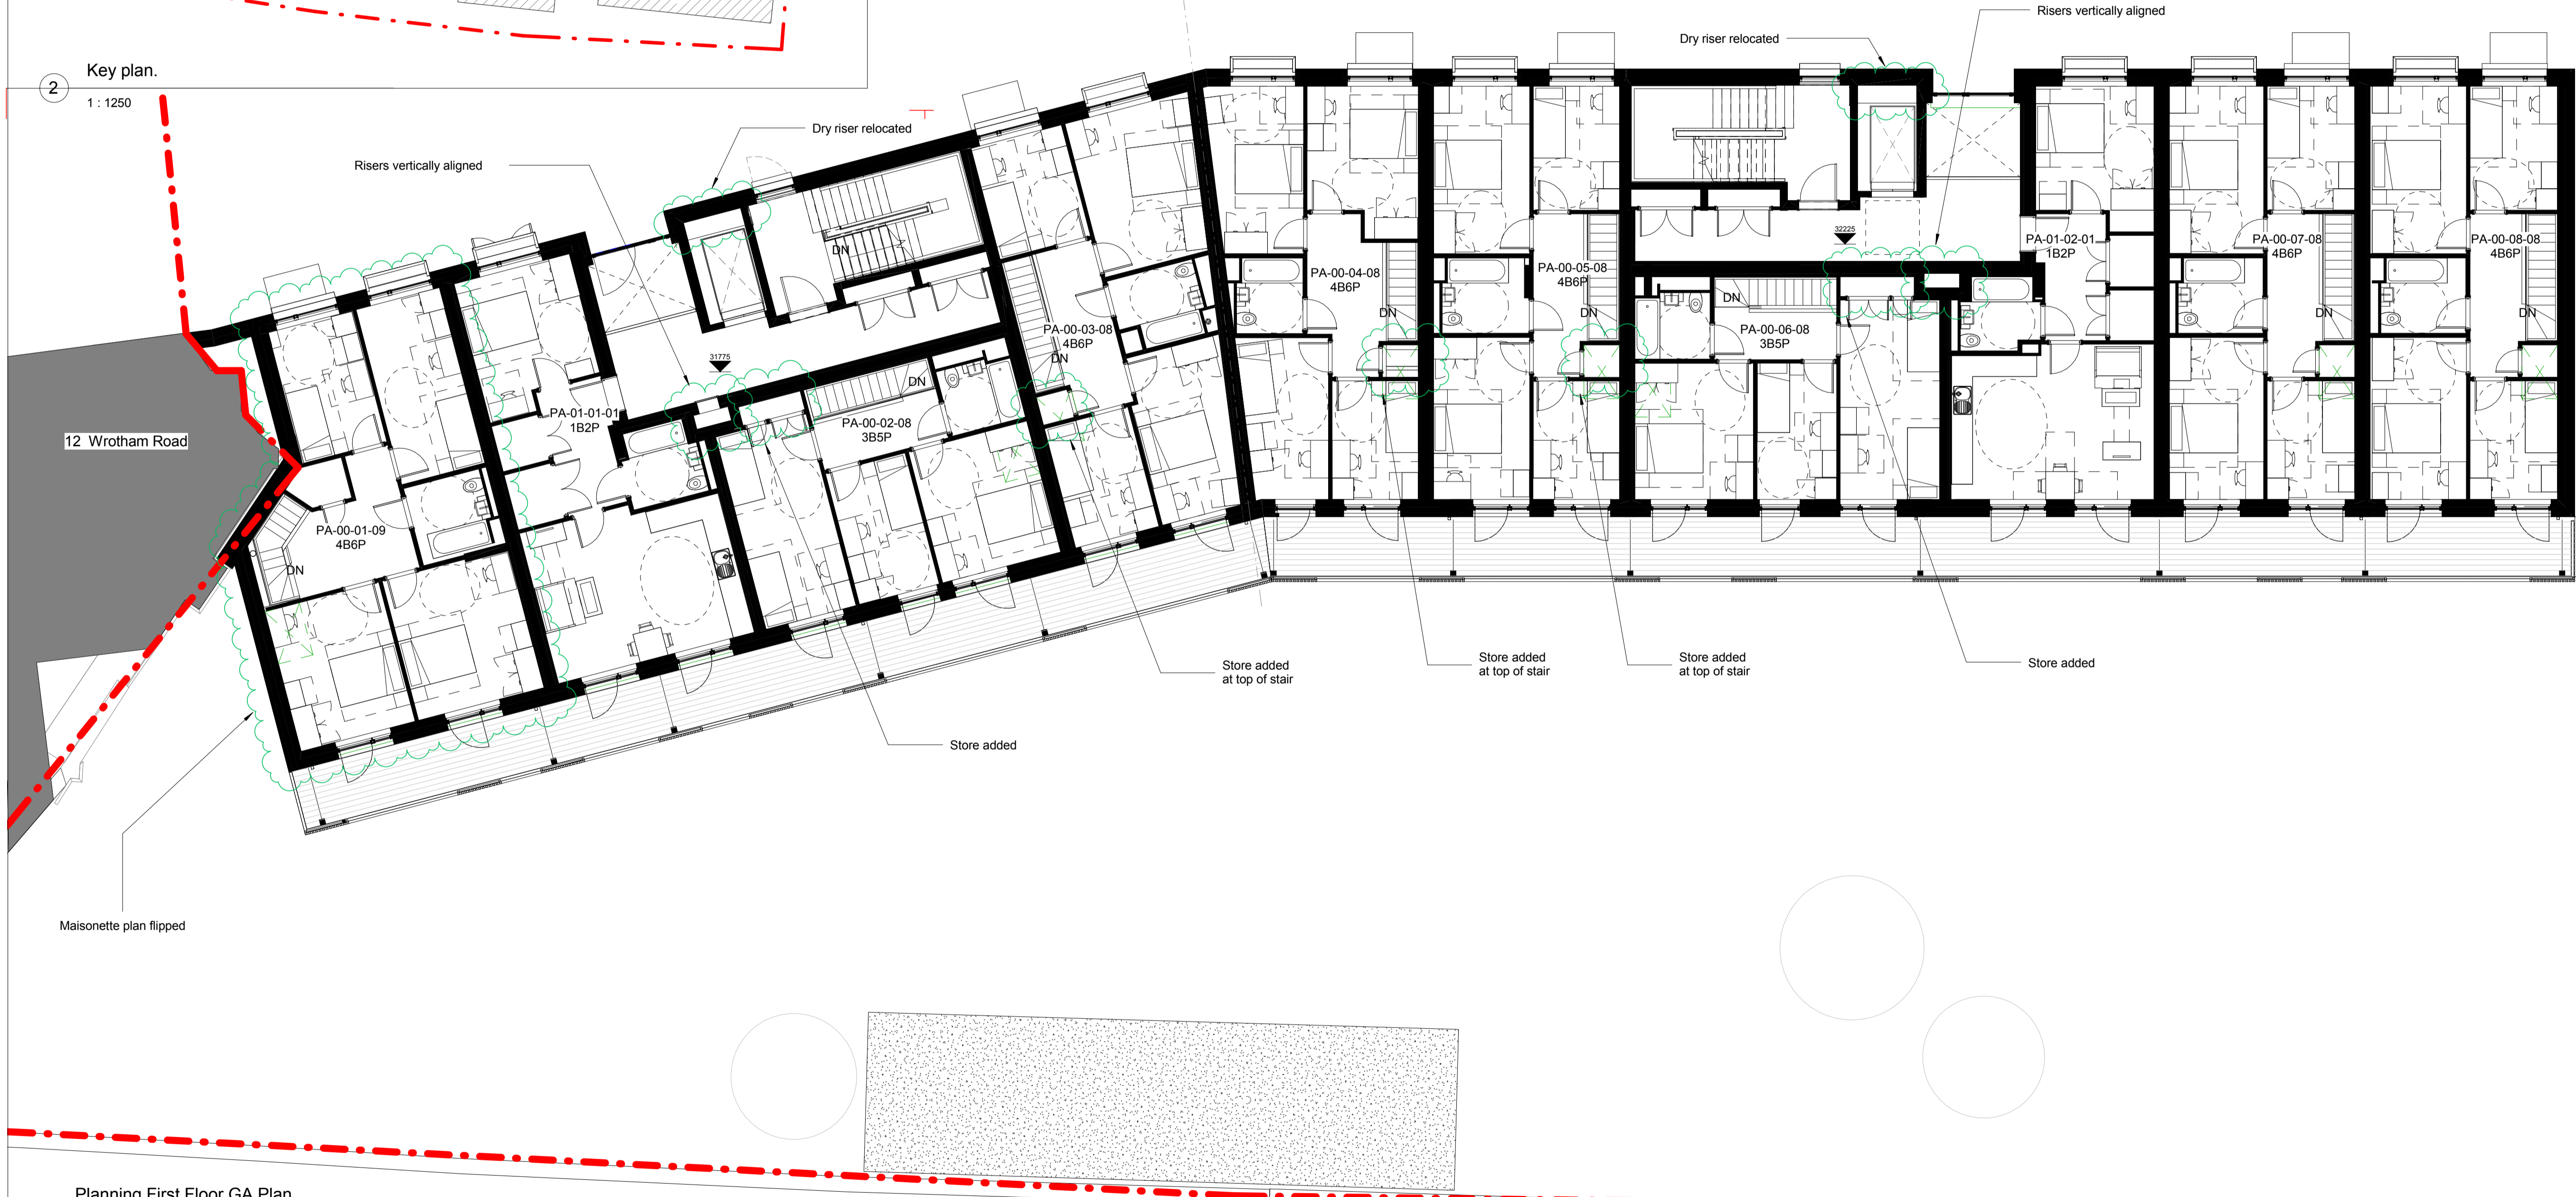 Risers vertically aligned
Dry riser relocated
Key plan.
2
1 : 1250
Dry riser relocated
Risers vertically aligned
DN
32225
PA-01-02-01
1B2P
PA-00-07-08
4B6P
PA-00-08-08
4B6P
PA-00-04-08
4B6P
PA-00-05-08
4B6P
DN
DN
DN
DN
DN
PA-00-06-08
3B5P
PA-00-03-08
4B6P
DN
31775
DN
PA-01-01-01
1B2P
PA-00-02-08
3B5P
12 Wrotham Road
PA-00-01-09
4B6P
DN
Store added
at top of stair
Store added
at top of stair
Store added
at top of stair
Store added
Store added
Maisonette plan flipped
Planning First Floor GA Plan